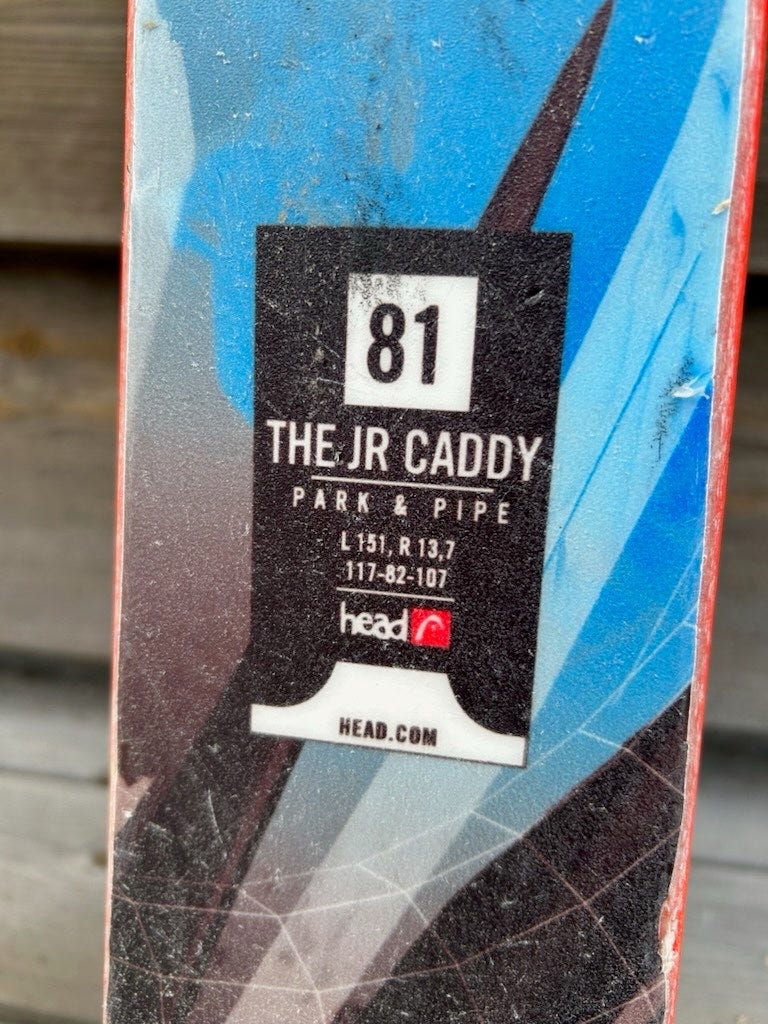 81
THE JR CADDY
PARK & PIPE
L 151, R 13,7
117-82-107
head
HEAD.COM